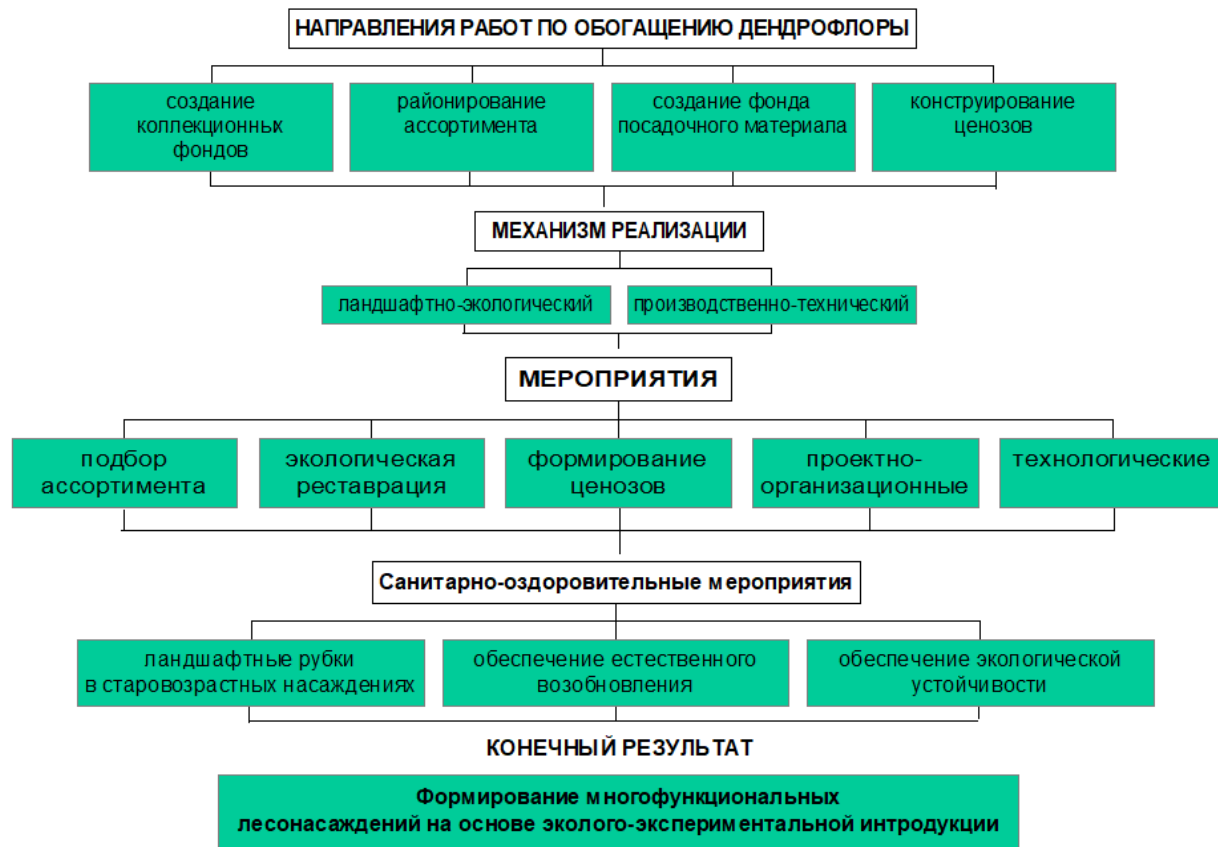 НАПРАВЛЕНИЯ РАБОТ ПО ОБОГАЩЕНИЮ ДЕНДРОФЛОРЫ
создание
коллекционных
фондов
районирование
ассортимента
создание фонда
посадочного материала
конструирование
ценозов
МЕХАНИЗМ РЕАЛИЗАЦИИ
ландшафтно-экологический
производственно-технический
МЕРОПРИЯТИЯ
подбор
ассортимента
экологическая
реставрация
формирование
ценозов
проектно-
организационные
технологические
Санитарно-оздоровительные мероприятия
ландшафтные рубки
в старовозрастных насаждениях
обеспечение естественного
возобновления
обеспечение экологической
устойчивости
КОНЕЧНЫЙ РЕЗУЛЬТАТ
Формирование многофункциональных
лесонасаждений на основе эколого-экспериментальной интродукции